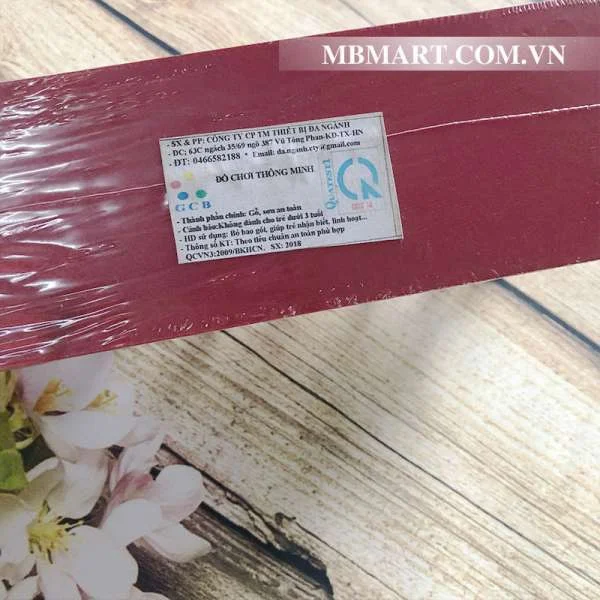 MBMART.COM.VN
- SX & PP: CÔNG TY CP TM THIẾT BỊ ĐA NGÀNH
- ĐC: 63C ngách 35/69 ngõ 387 Vũ Tông Phan-KĐ-TX-HN
- ĐT: 0466582188 * Email: da.nganh.cty@gmail.com
ĐỒ CHƠI THÔNG MINH
G C B
QUATEST1
- Thành phần chính: Gỗ, sơn an toàn
- Cảnh báo:Không dành cho trẻ dưới 3 tuổi
- HD sử dụng: Bỏ bao gói, giúp trẻ nhận biết, linh hoạt...
- Thông số KT: Theo tiêu chuẩn an toàn phù hợp
QCVN3:2009/BKHCN. SX: 2018